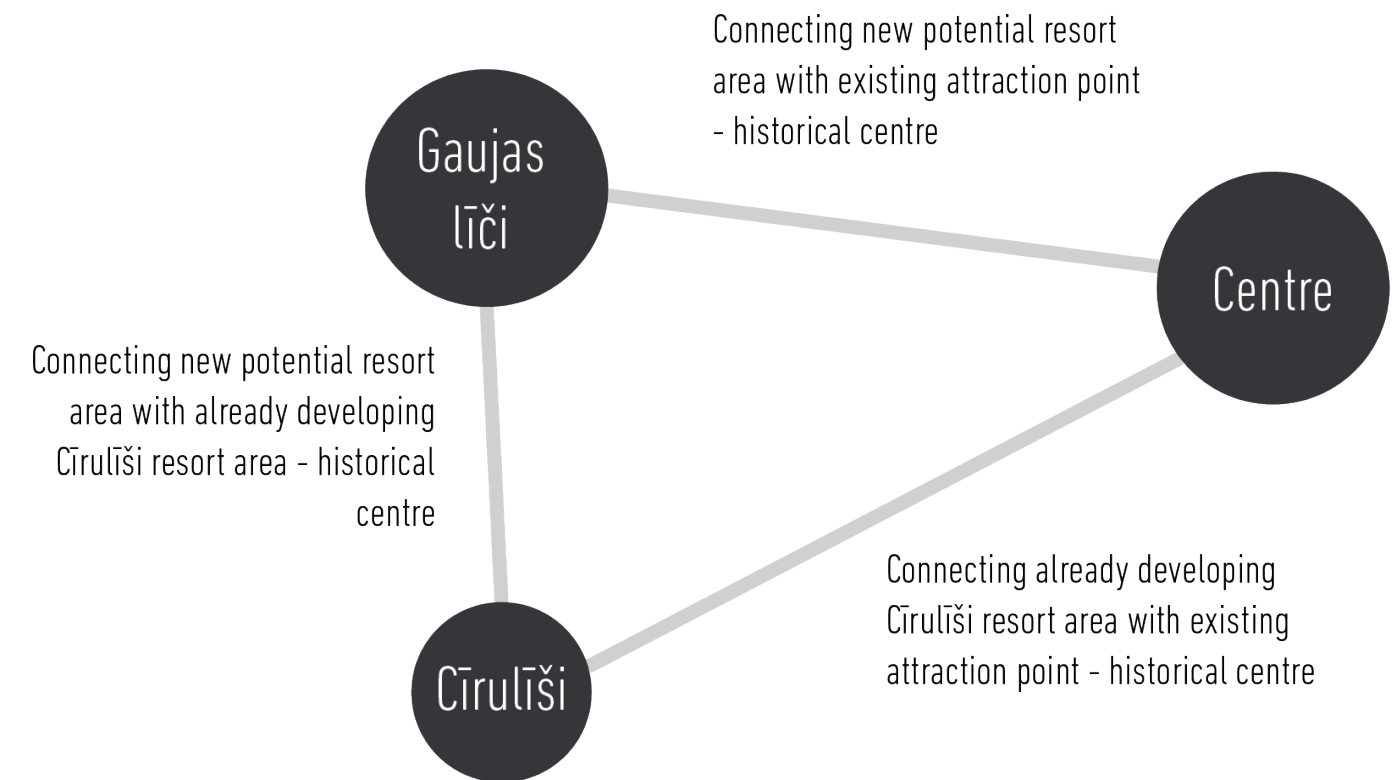 Connecting new potential resort
area with existing attraction point
- historical centre
Gaujas
līči
Centre
Connecting new potential resort
area with already developing
Cīrulīši resort area - historical
centre
Connecting already developing
Cīrulīši resort area with existing
attraction point - historical centre
Cīrulīši